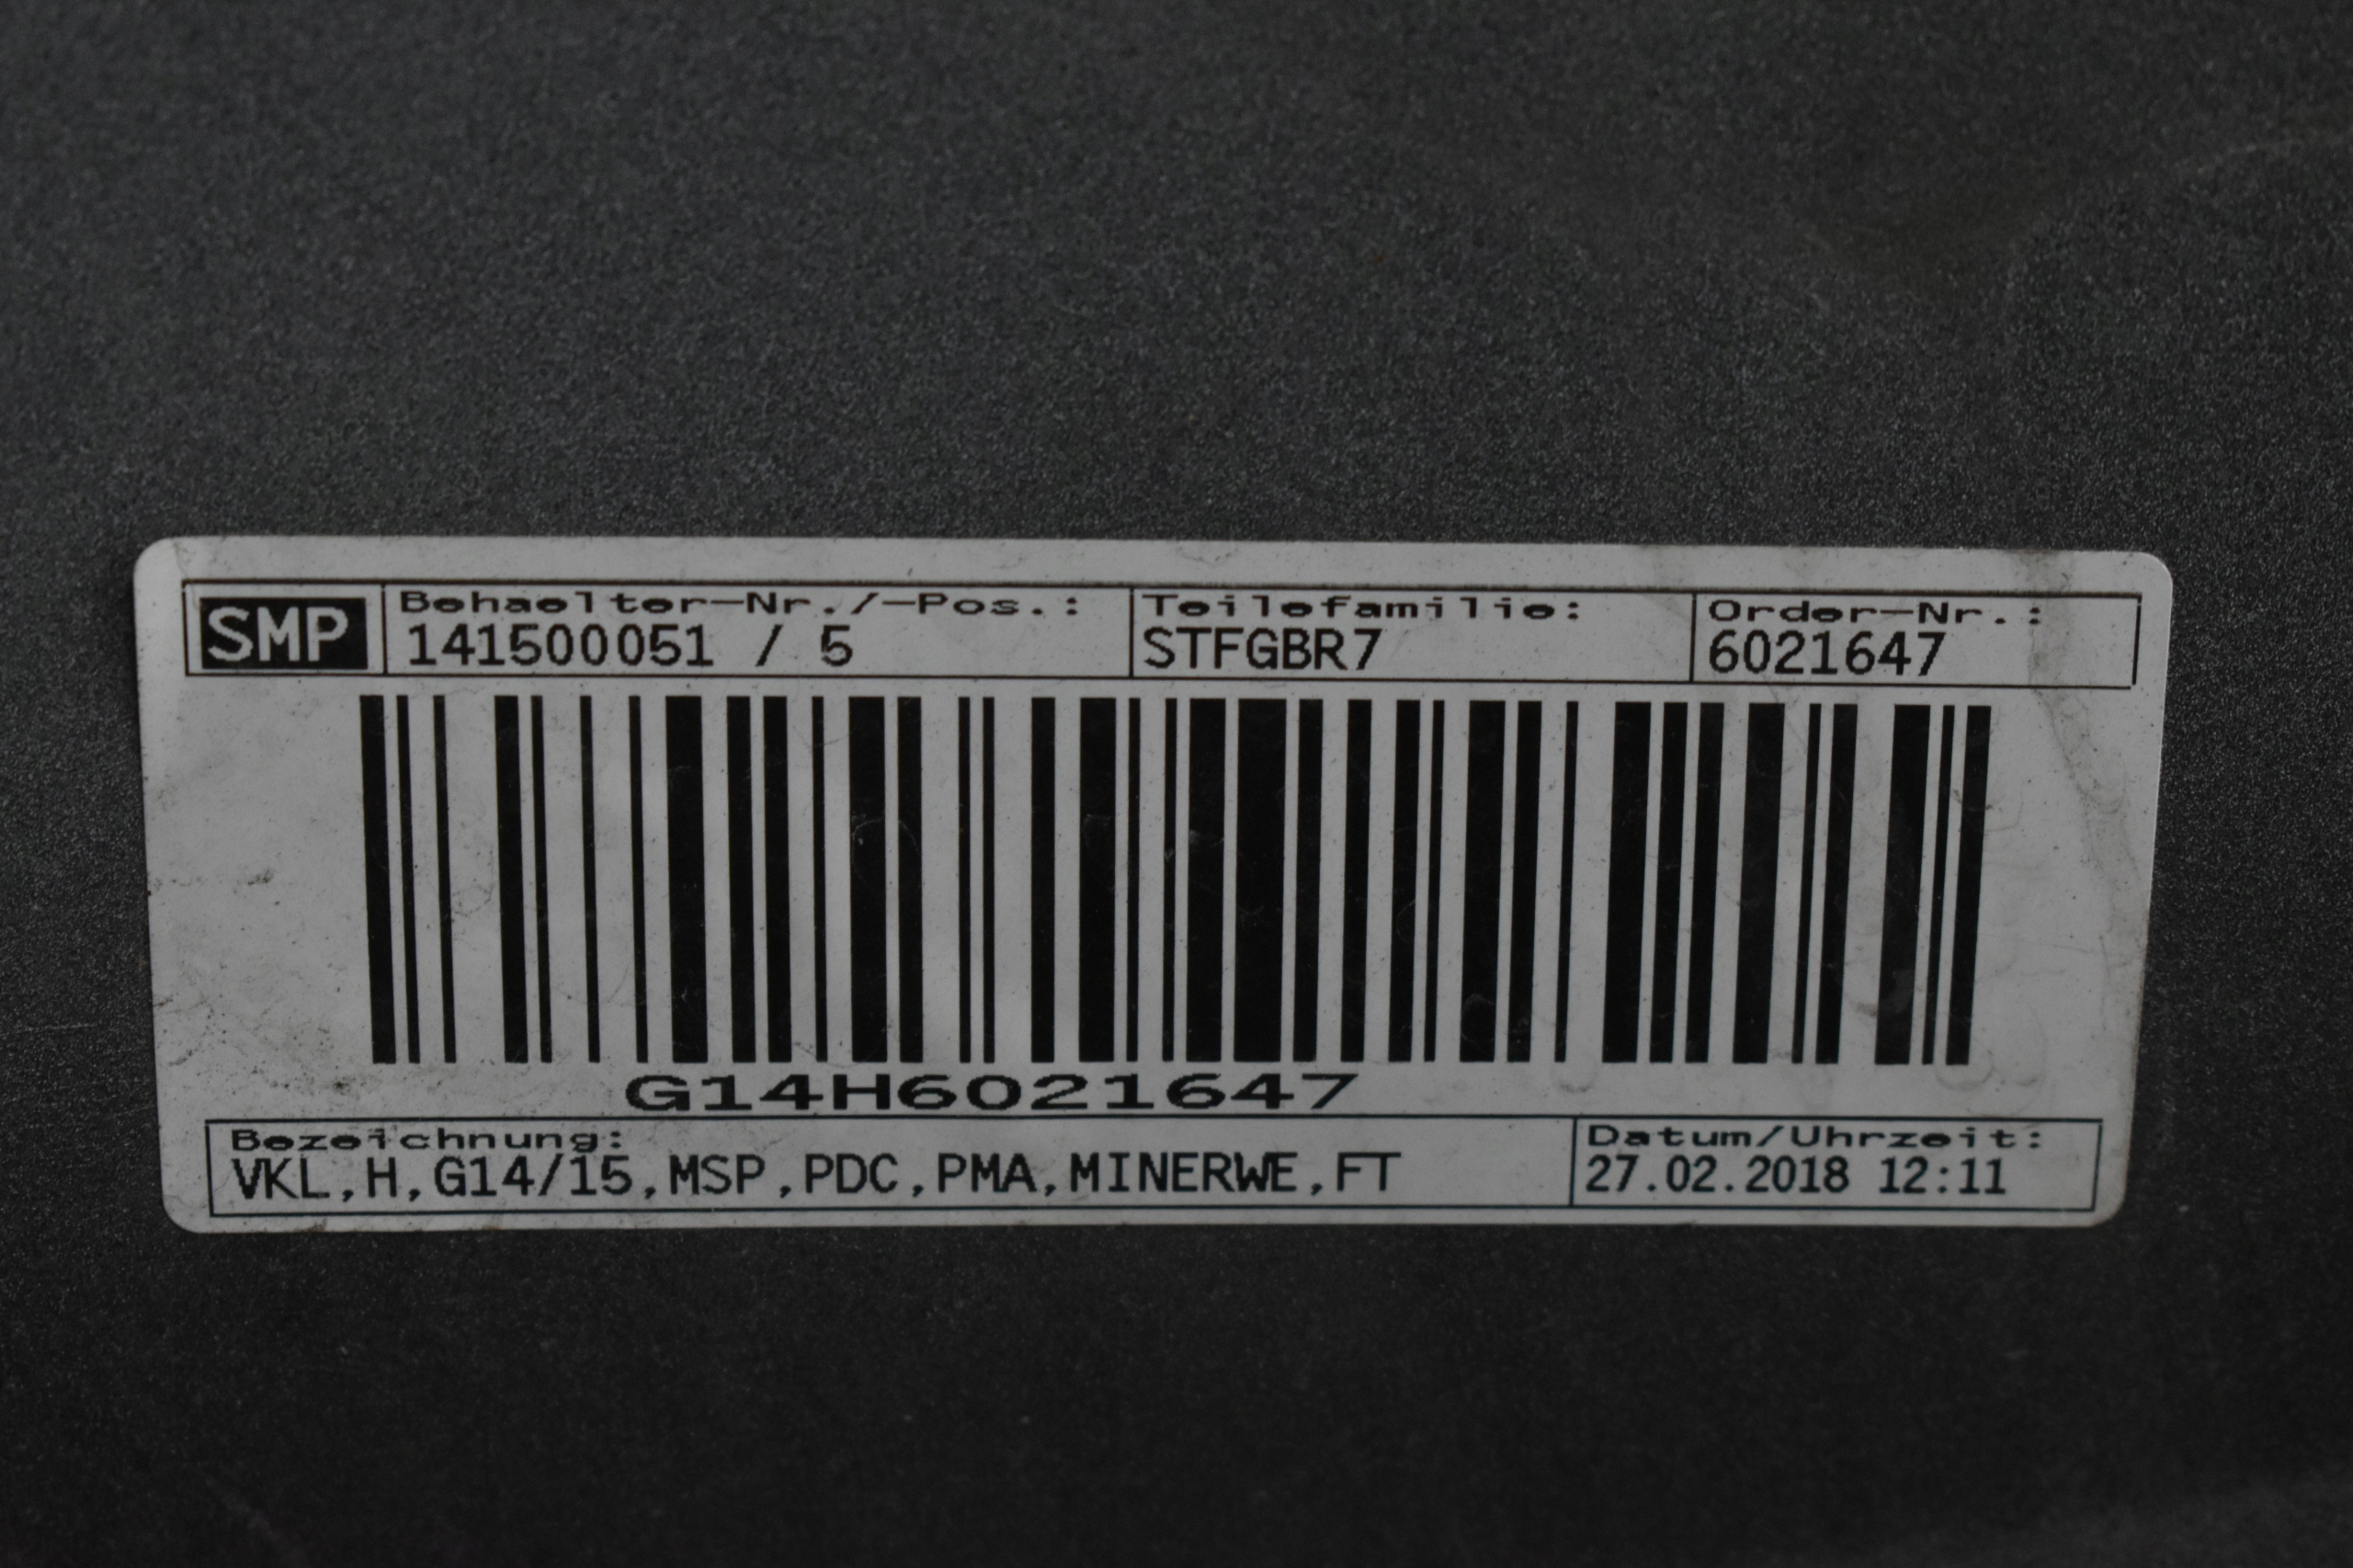 SMP
Behaelter-Nr./-Pos.: Teilefamilie: Order-Nr.:
141500051 / 5 STFGBR7 6021647
G14H6021647
Bezeichnung: Datum/Uhrzeit:
VKL,H,G14/15,MSP,PDC,PMA,MINERWE,FT 27.02.2018 12:11